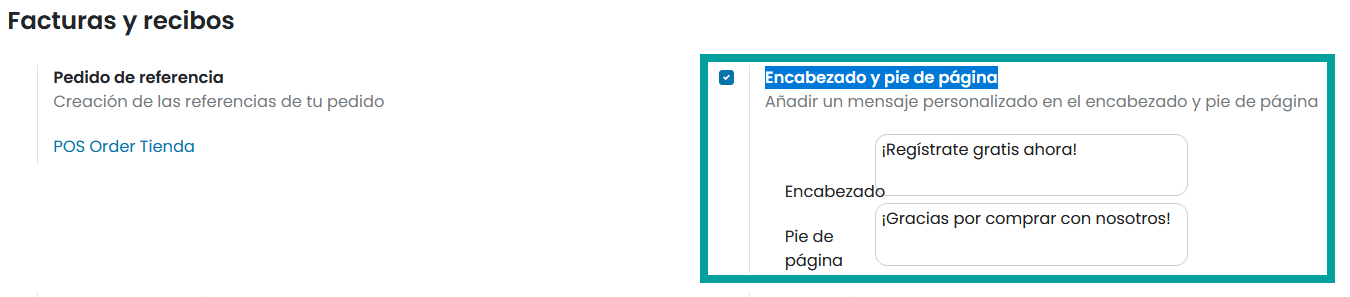 Facturas y recibos
Pedido de referencia
Creación de las referencias de tu pedido
POS Order Tienda
Encabezado y pie de página
Añadir un mensaje personalizado en el encabezado y pie de página
¡Regístrate gratis ahora!
Encabezado
¡Gracias por comprar con nosotros!
Pie de
página